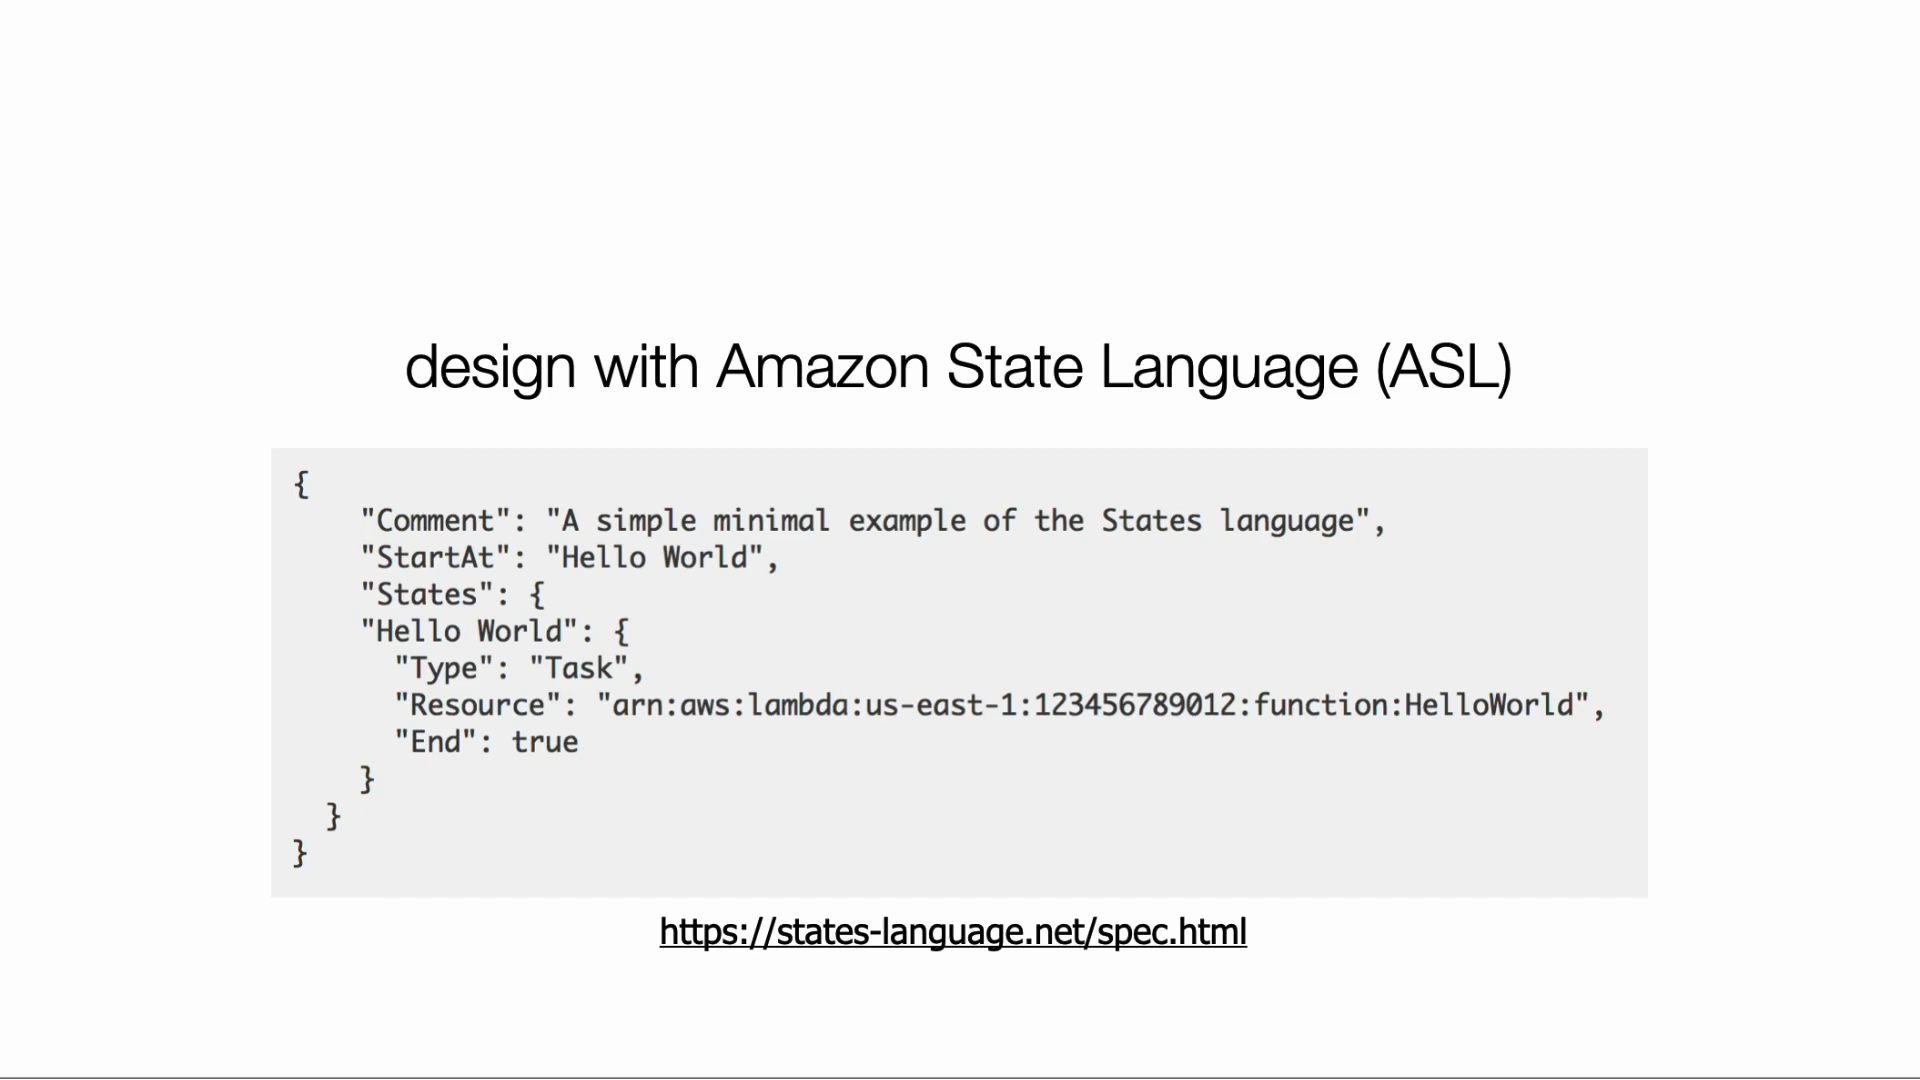 design with Amazon State Language (ASL)
{
    "Comment": "A simple minimal example of the States language",
    "StartAt": "Hello World",
    "States": {
    "Hello World": {
      "Type": "Task",
      "Resource": "arn:aws:lambda:us-east-1:123456789012:function:HelloWorld",
      "End": true
    }
  }
}
https://states-language.net/spec.html